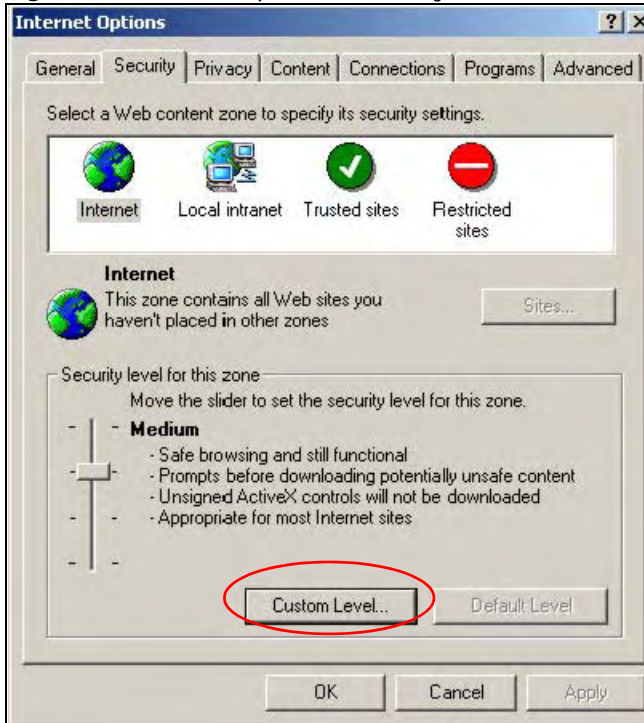 Internet Options
General Security Privacy Content Connections Programs Advanced
Select a Web content zone to specify its security settings.
Internet Local intranet Trusted sites Restricted sites
Internet
This zone contains all Web sites you
haven't placed in other zones
Sites...
Security level for this zone
Move the slider to set the security level for this zone.
Medium
- Safe browsing and still functional
- Prompts before downloading potentially unsafe content
- Unsigned ActiveX controls will not be downloaded
- Appropriate for most Internet sites
Custom Level... Default Level
OK Cancel Apply